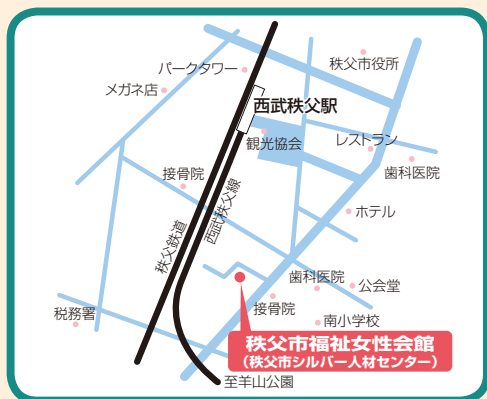 秩父市役所
パークタワー
メガネ店
西武秩父駅
観光協会
レストラン
歯科医院
接骨院
ホテル
秩父鉄道
西武秩父線
歯科医院
公会堂
接骨院
南小学校
税務署
秩父市福祉女性会館
（秩父市シルバー人材センター）
至羊山公園